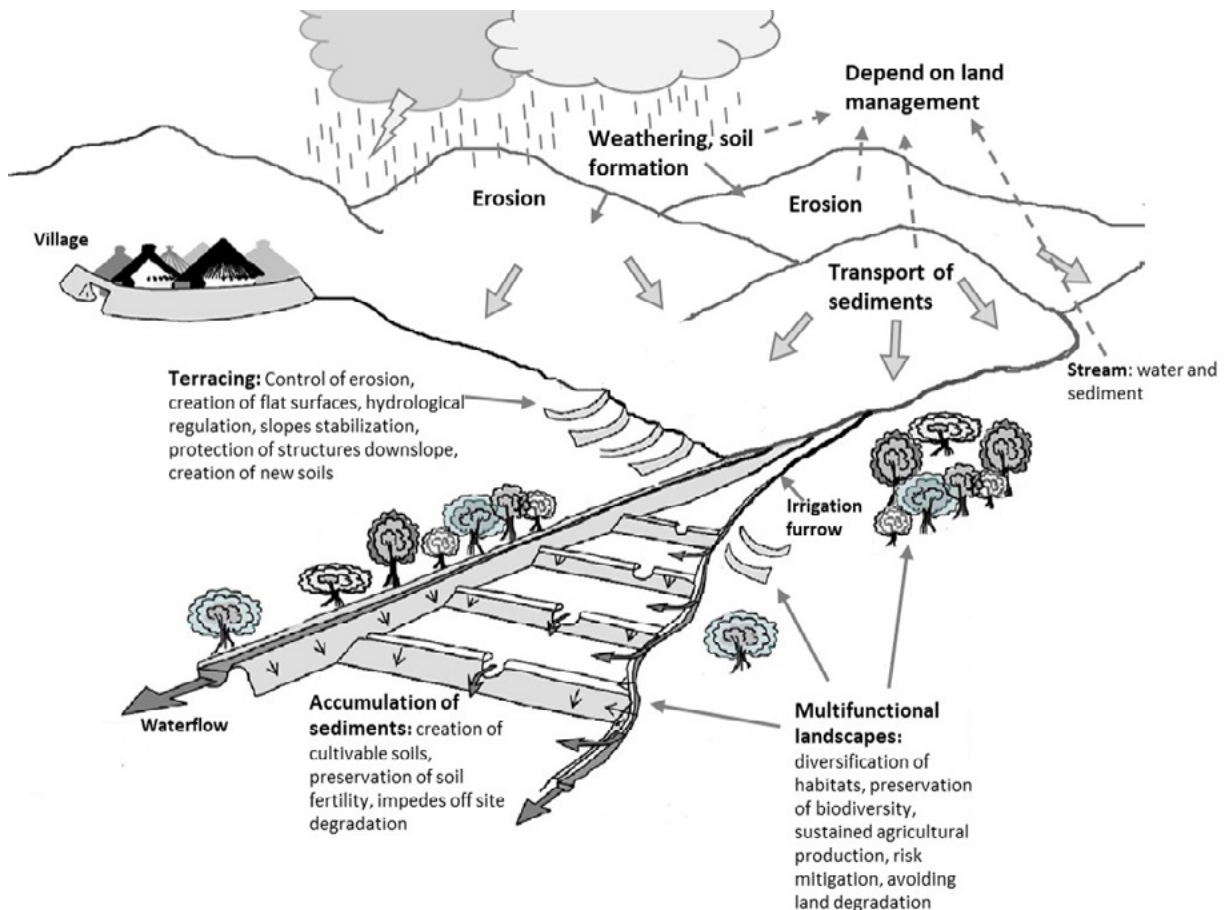 Depend on land
management
Weathering, soil
formation
Erosion
Erosion
Village
Transport of
sediments
Terracing: Control of erosion,
creation of flat surfaces, hydrological
regulation, slopes stabilization,
protection of structures downslope,
creation of new soils
Stream: water and
sediment
Irrigation
furrow
Waterflow
Accumulation of
sediments: creation of
cultivable soils,
preservation of soil
fertility, impedes off site
degradation
Multifunctional
landscapes:
diversification of
habitats, preservation
of biodiversity,
sustained agricultural
production, risk
mitigation, avoiding
land degradation